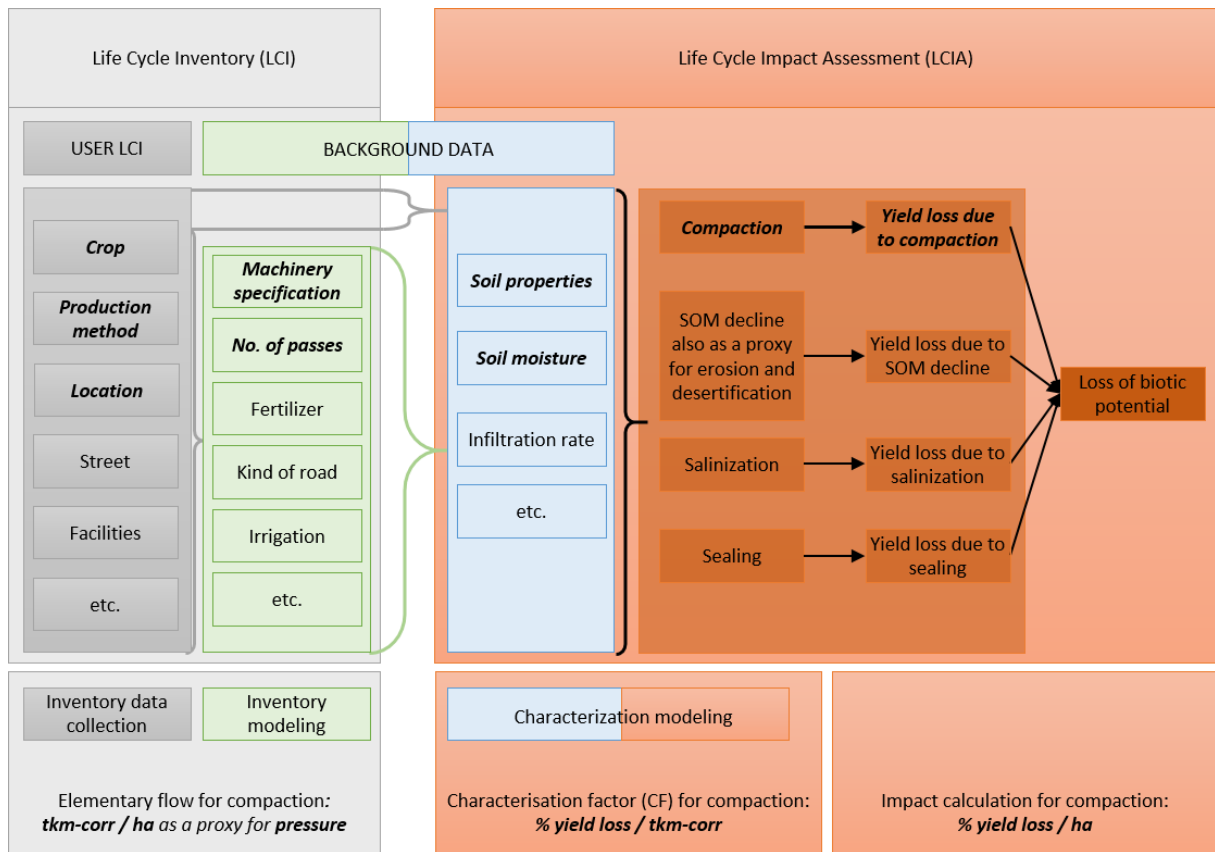 Life Cycle Inventory (LCI)
Life Cycle Impact Assessment (LCIA)
USER LCI
BACKGROUND DATA
Crop
Production
method
Location
Street
Facilities
etc.
Machinery
specification
No. of passes
Fertilizer
Kind of road
Irrigation
etc.
Soil properties
Soil moisture
Infiltration rate
etc.
Compaction
Yield loss due
to compaction
SOM decline
also as a proxy
for erosion and
desertification
Yield loss due to
SOM decline
Salinization
Yield loss due to
salinization
Sealing
Yield loss due to
sealing
Loss of biotic
potential
Inventory data
collection
Inventory
modeling
Characterization modeling
Elementary flow for compaction:
tkm-corr / ha as a proxy for pressure
Characterisation factor (CF) for compaction:
% yield loss / tkm-corr
Impact calculation for compaction:
% yield loss / ha